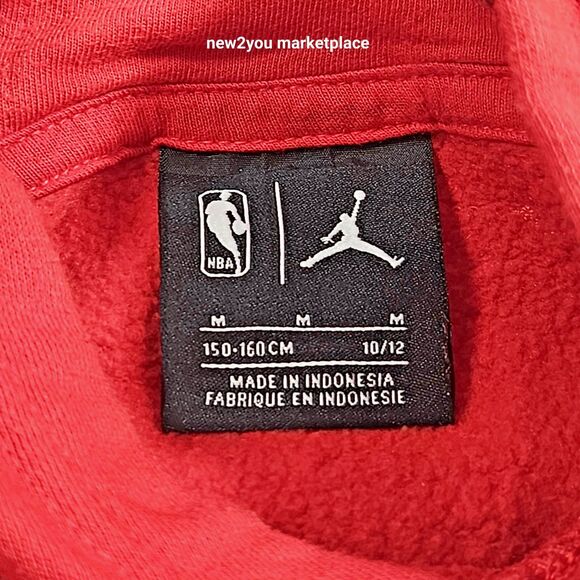 new2you marketplace
NBA
M M M
150-160CM 10/12
MADE IN INDONESIA
FABRIQUE EN INDONESIE